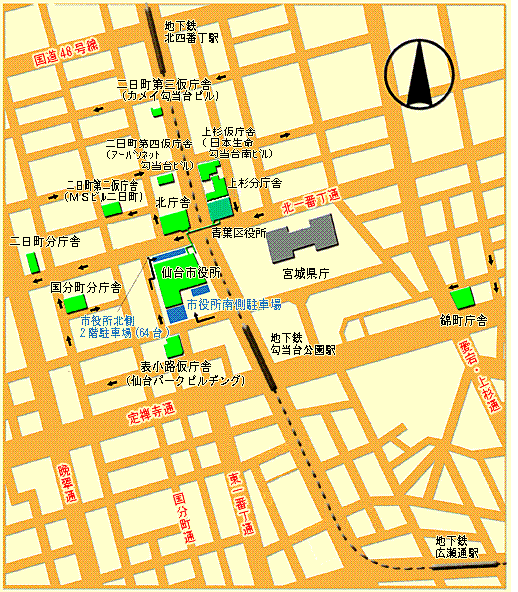 地下鉄
北四番丁駅
国道48号線
二日町第三仮庁舎
(カメイ勾当台ビル)
二日町第四仮庁舎
(アーバンネット
勾当台ビル)
上杉仮庁舎
(日本生命
勾当台南ビル)
二日町第二仮庁舎
(MSビル二日町)
上杉分庁舎
北庁舎
北一番丁通
青葉区役所
二日町分庁舎
宮城県庁
仙台市役所
国分町分庁舎
市役所南側駐車場
市役所北側
2階駐車場(64台)
錦町庁舎
地下鉄
勾当台公園駅
表小路仮庁舎
(仙台パークビルヂング)
愛宕・上杉通
定禅寺通
晩翠通
国分町通
東二番丁通
地下鉄
広瀬通駅